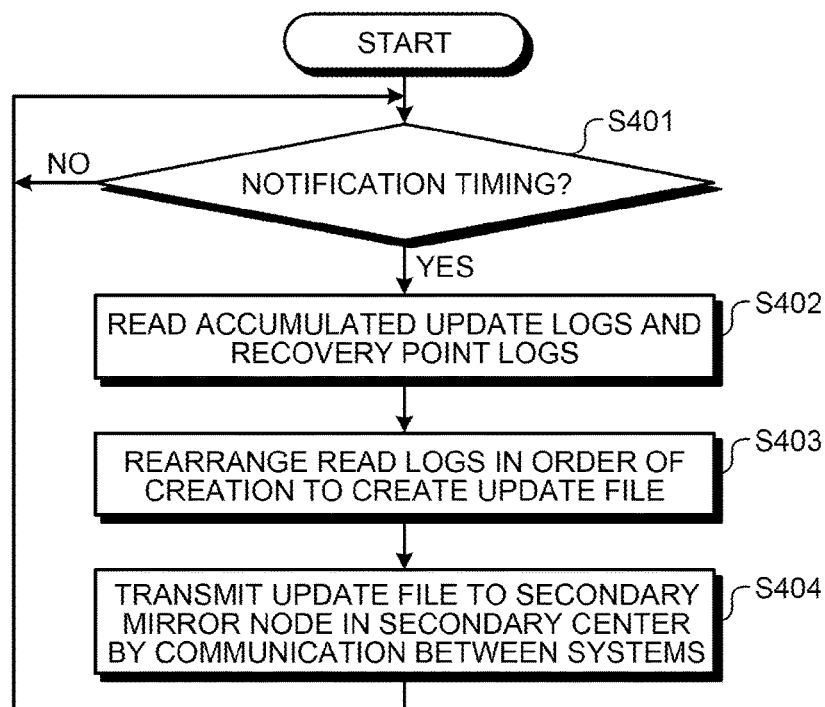 START
S401
NOTIFICATION TIMING?
NO
YES
S402
READ ACCUMULATED UPDATE LOGS AND
RECOVERY POINT LOGS
S403
REARRANGE READ LOGS IN ORDER OF
CREATION TO CREATE UPDATE FILE
S404
TRANSMIT UPDATE FILE TO SECONDARY
MIRROR NODE IN SECONDARY CENTER
BY COMMUNICATION BETWEEN SYSTEMS